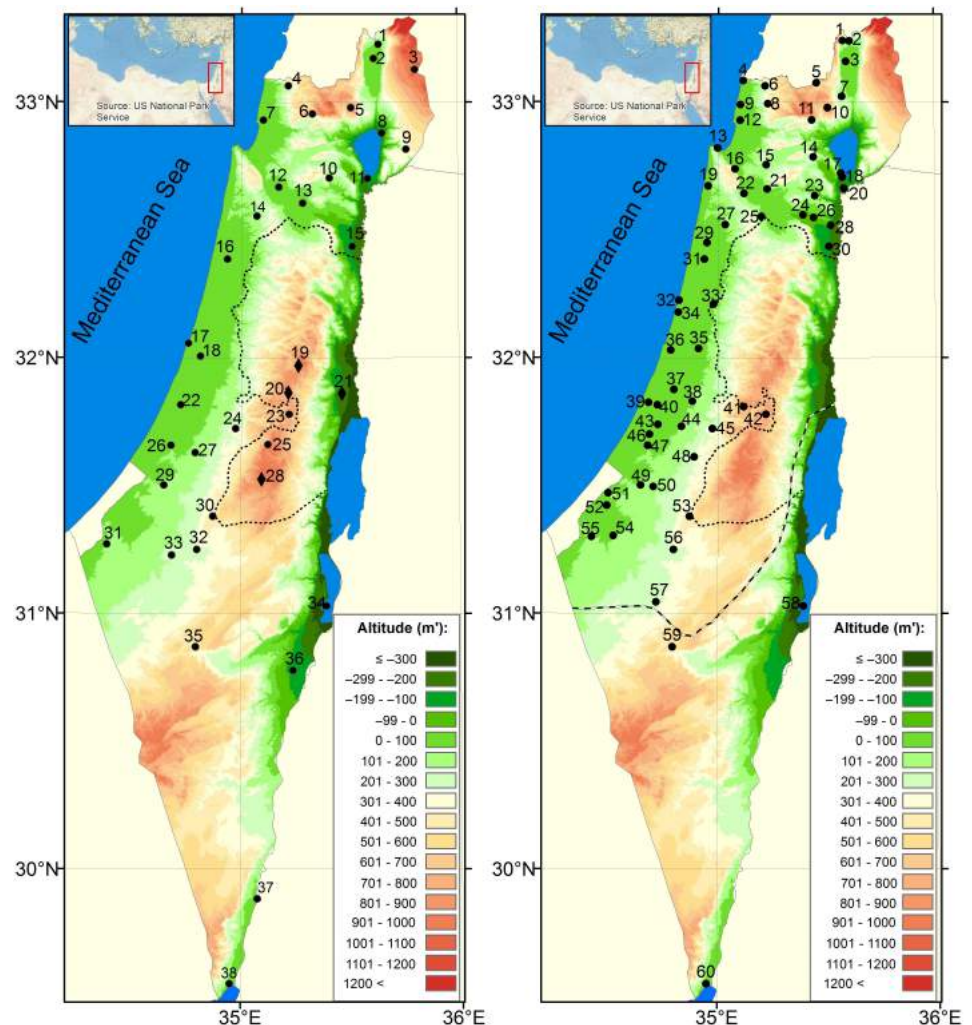 Source: US National Park
Service
Mediterranean Sea
33°N
32°N
31°N
30°N
35°E
36°E
1
2
3
4
5
6
7
8
9
10
11
12
13
14
15
16
17
18
19
20
21
22
23
24
25
26
27
28
29
30
31
32
33
34
35
36
37
38
Altitude (m'):
≤ −300
−299 - −200
−199 - −100
−99 - 0
0 - 100
101 - 200
201 - 300
301 - 400
401 - 500
501 - 600
601 - 700
701 - 800
801 - 900
901 - 1000
1001 - 1100
1101 - 1200
1200 <
Source: US National Park
Service
Mediterranean Sea
33°N
32°N
31°N
30°N
35°E
36°E
1
2
3
4
5
6
7
8
9
10
11
12
13
14
15
16
17
18
19
20
21
22
23
24
25
26
27
28
29
30
31
32
33
34
35
36
37
38
39
40
41
42
43
44
45
46
47
48
49
50
51
52
53
54
55
56
57
58
59
60
Altitude (m'):
≤ −300
−299 - −200
−199 - −100
−99 - 0
0 - 100
101 - 200
201 - 300
301 - 400
401 - 500
501 - 600
601 - 700
701 - 800
801 - 900
901 - 1000
1001 - 1100
1101 - 1200
1200 <